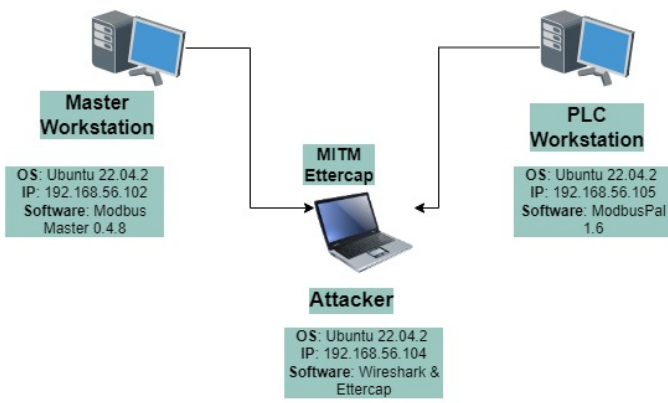 Master
Workstation
OS: Ubuntu 22.04.2
IP: 192.168.56.102
Software: Modbus
Master 0.4.8
MITM
Ettercap
Attacker
OS: Ubuntu 22.04.2
IP: 192.168.56.104
Software: Wireshark &
Ettercap
PLC
Workstation
OS: Ubuntu 22.04.2
IP: 192.168.56.105
Software: ModbusPal
1.6